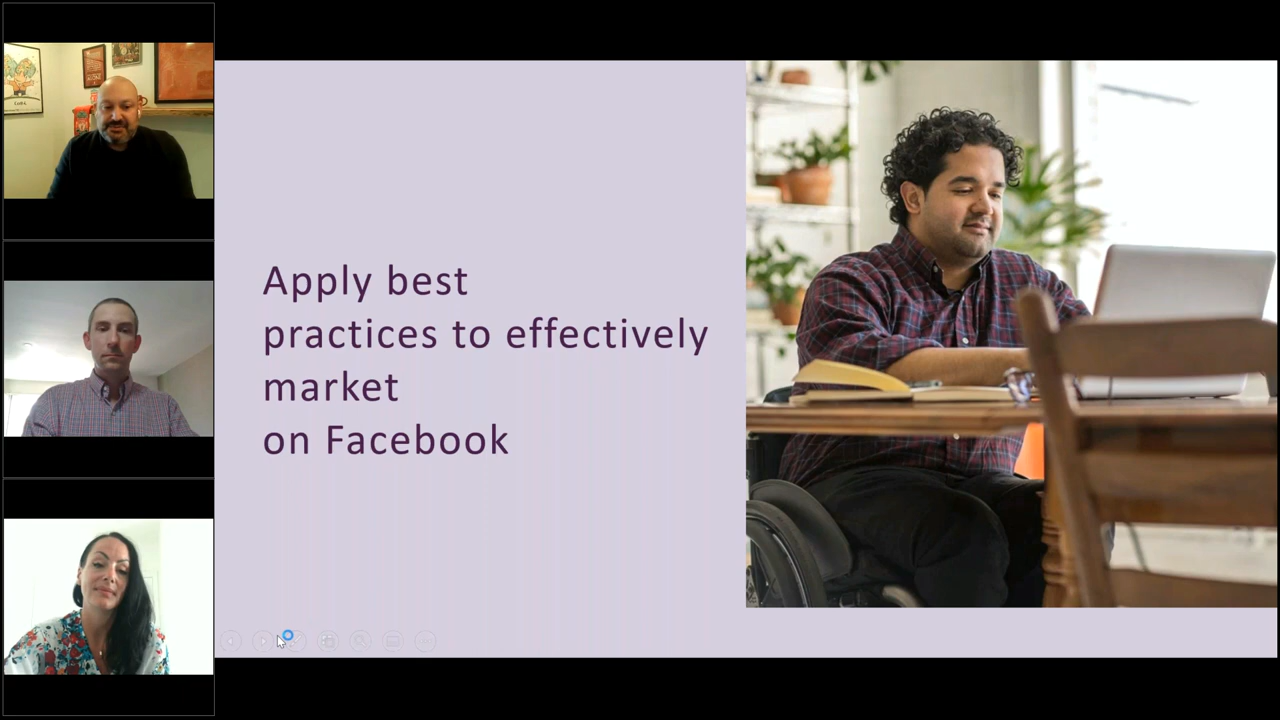 Apply best
practices to effectively
market
on Facebook